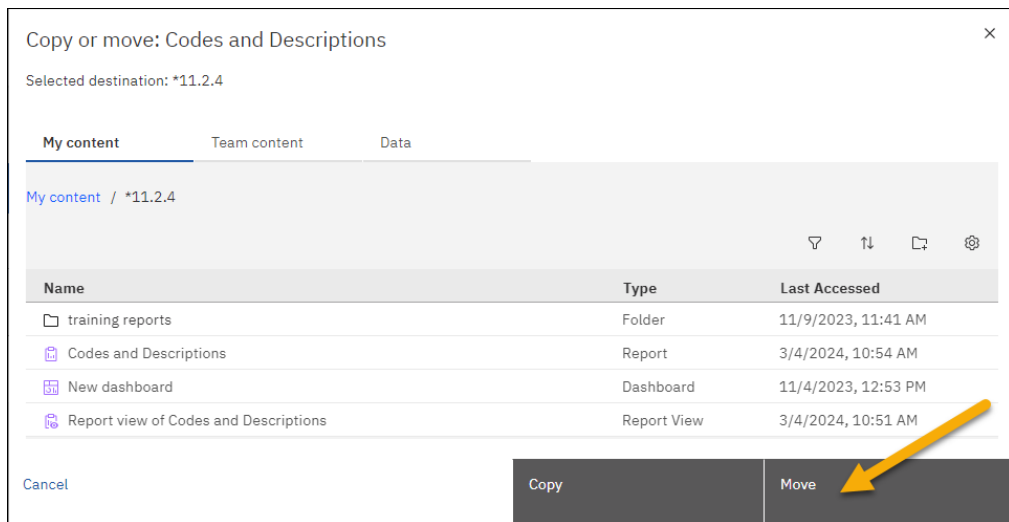 Copy or move: Codes and Descriptions
Selected destination: *11.2.4
My content Team content Data
My content / *11.2.4
Name Type Last Accessed
training reports Folder 11/9/2023, 11:41 AM
Codes and Descriptions Report 3/4/2024, 10:54 AM
New dashboard Dashboard 11/4/2023, 12:53 PM
Report view of Codes and Descriptions Report View 3/4/2024, 10:51 AM
Cancel Copy Move